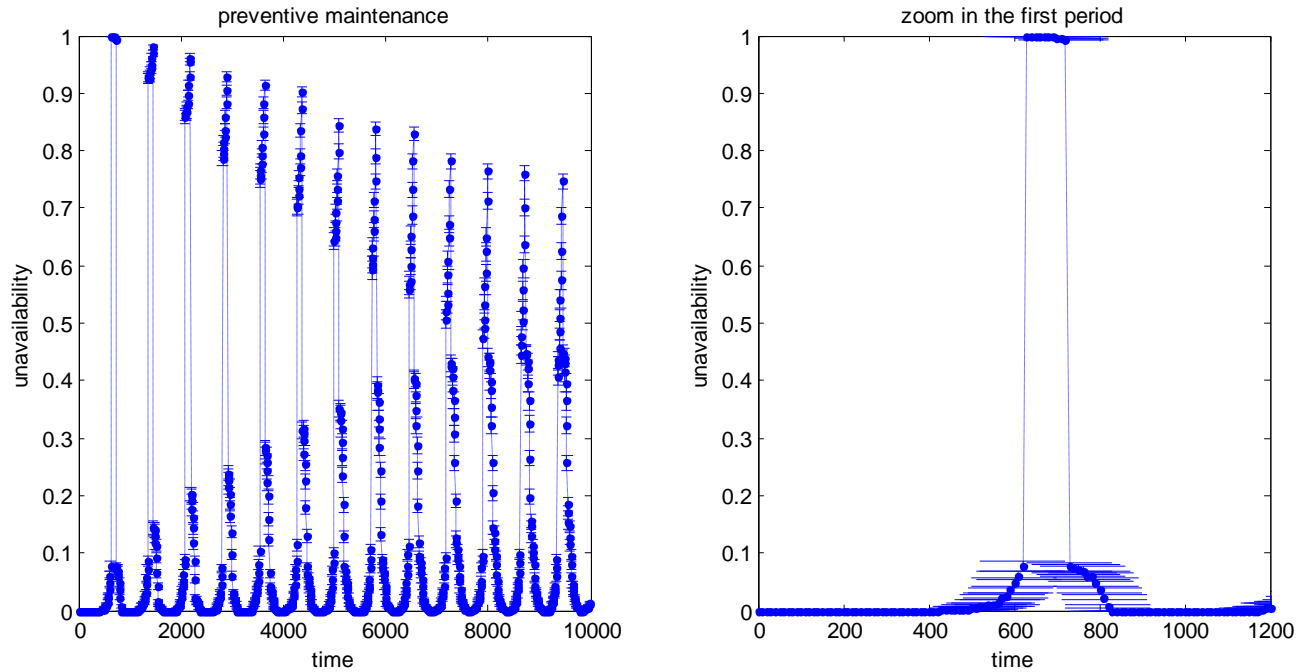 preventive maintenance
1
0.9
0.8
0.7
0.6
0.5
0.4
0.3
0.2
0.1
0
unavailability
0 2000 4000 6000 8000 10000
time
zoom in the first period
1
0.9
0.8
0.7
0.6
0.5
0.4
0.3
0.2
0.1
0
unavailability
0 200 400 600 800 1000 1200
time